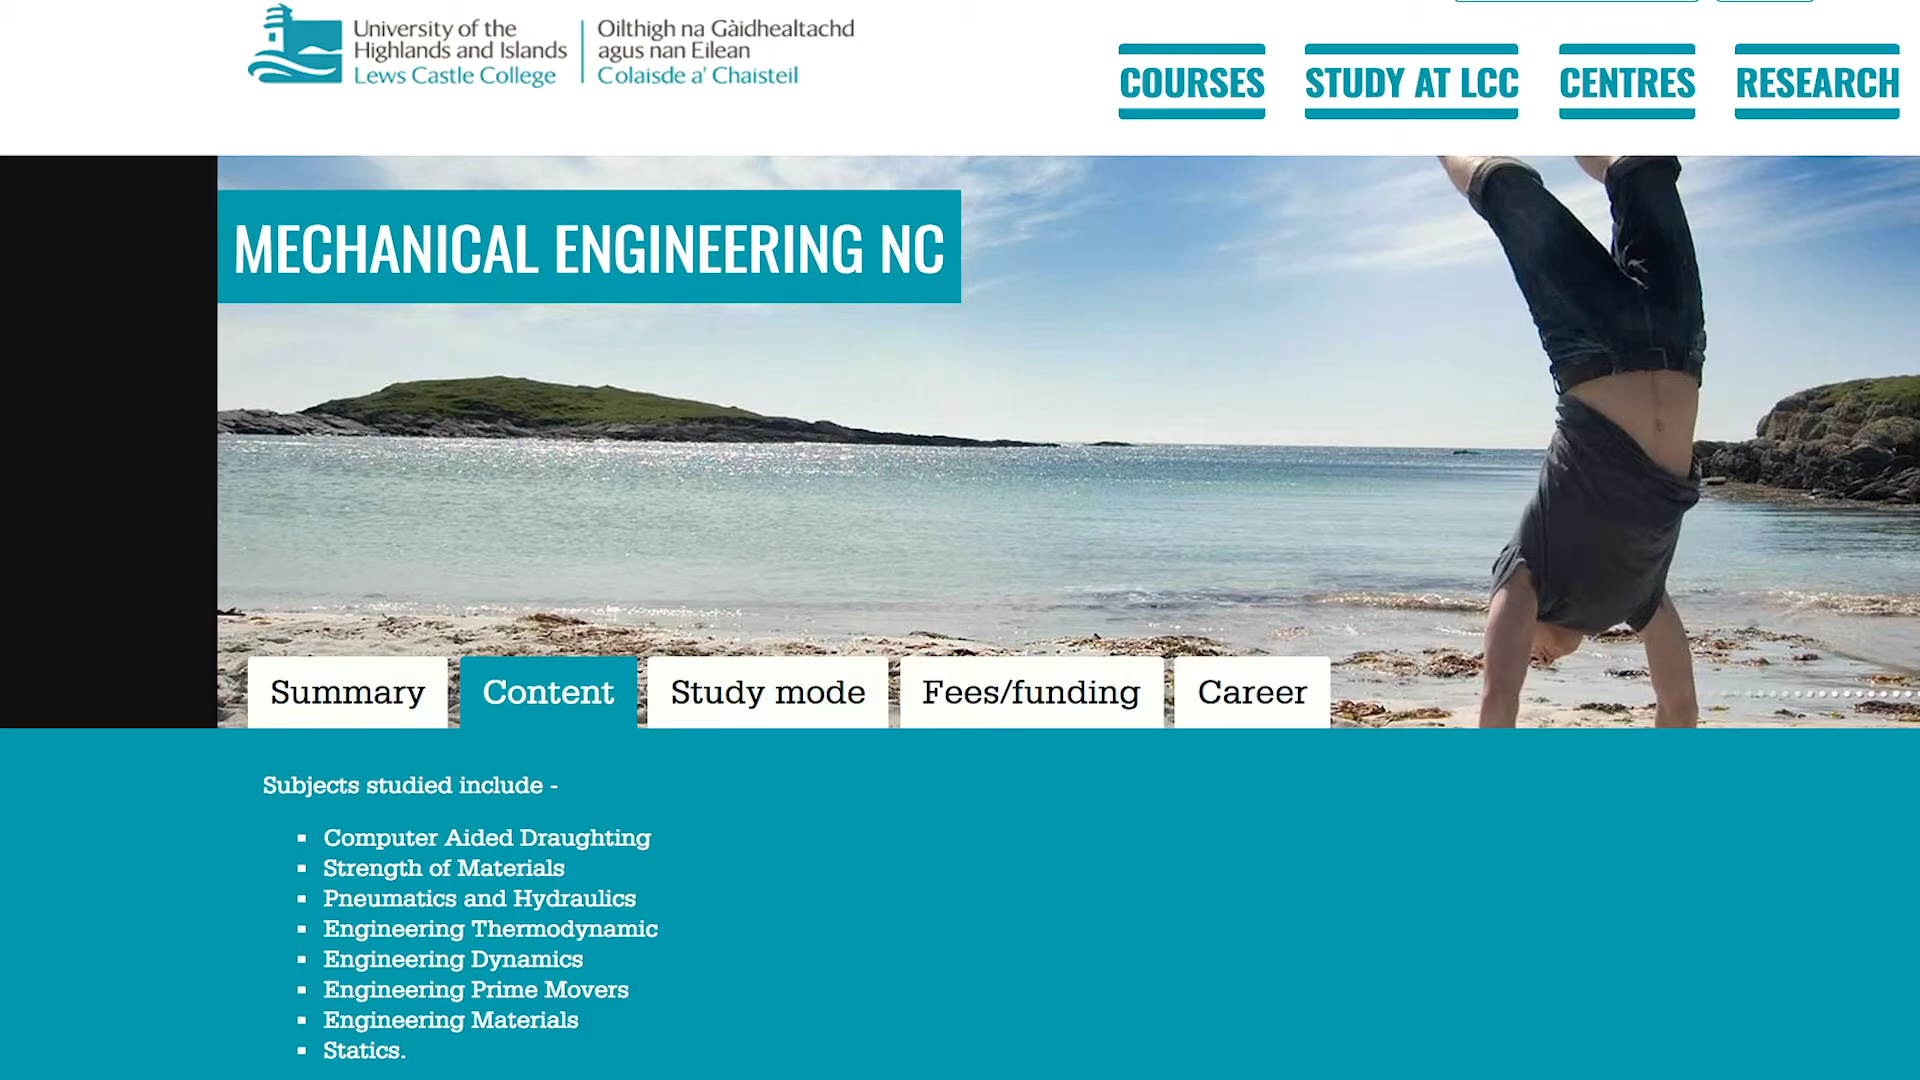 University of the
Highlands and Islands
Lews Castle College
Oilthigh na Gàidhealtachd
agus nan Eilean
Colaisde a' Chaisteil
COURSES
STUDY AT LCC
CENTRES
RESEARCH
MECHANICAL ENGINEERING NC
Summary
Content
Study mode
Fees/funding
Career
Subjects studied include -
Computer Aided Draughting
Strength of Materials
Pneumatics and Hydraulics
Engineering Thermodynamic
Engineering Dynamics
Engineering Prime Movers
Engineering Materials
Statics.